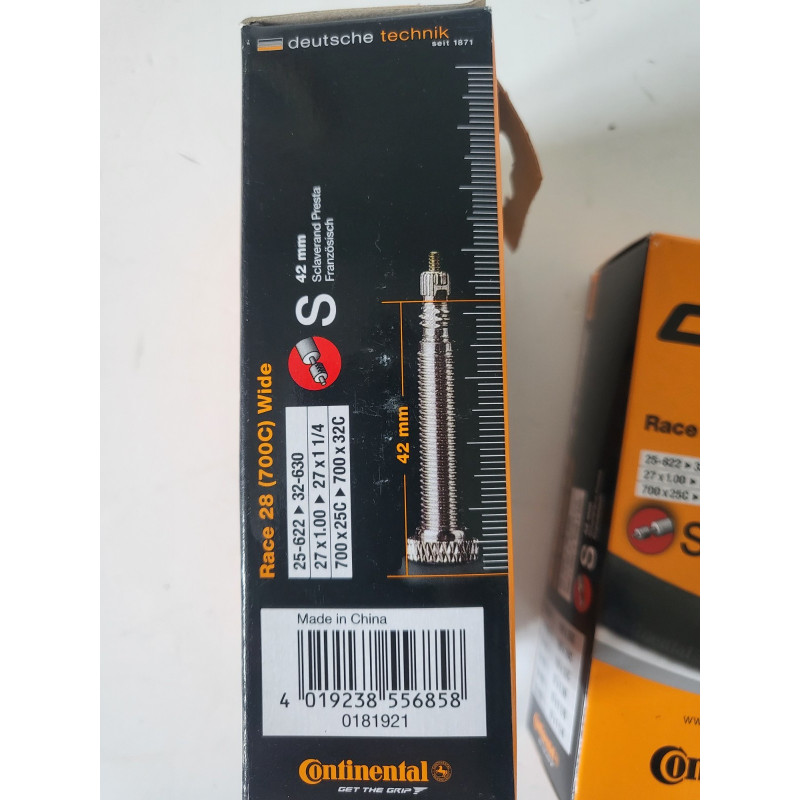 deutsche technik
seit 1871
S
42 mm
Sclaverand Presta
Französisch
42 mm
Race 28 (700C) Wide
25-622 ▸ 32-630
27 x 1.00 ▸ 27 x 1 1/4
700 x 25C ▸ 700 x 32C
Made in China
4 019238 556858
0181921
Continental
GET THE GRIP
Race
25-622 ▸ 3
27 x 1.00 ▸
700 x 25C ▸
S
S